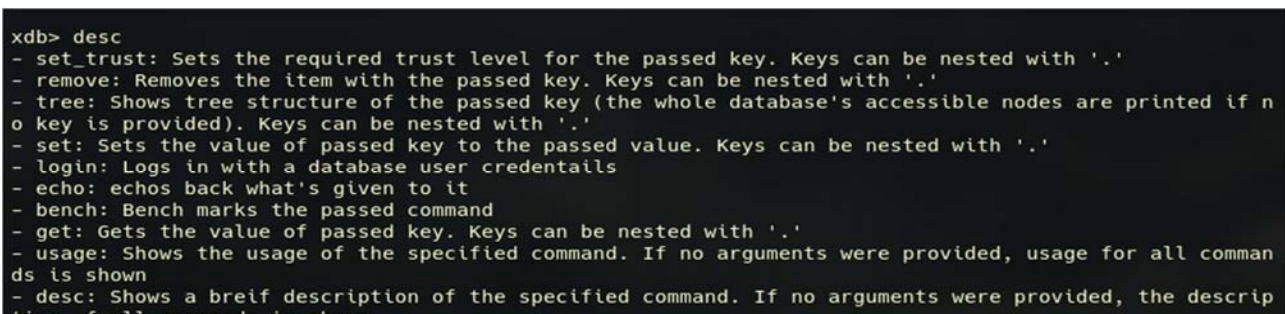 xdb> desc
- set_trust: Sets the required trust level for the passed key. Keys can be nested with '.'
- remove: Removes the item with the passed key. Keys can be nested with '.'
- tree: Shows tree structure of the passed key (the whole database's accessible nodes are printed if n
o key is provided). Keys can be nested with '.'
- set: Sets the value of passed key to the passed value. Keys can be nested with '.'
- login: Logs in with a database user credentails
- echo: echos back what's given to it
- bench: Bench marks the passed command
- get: Gets the value of passed key. Keys can be nested with '.'
- usage: Shows the usage of the specified command. If no arguments were provided, usage for all comman
ds is shown
- desc: Shows a breif description of the specified command. If no arguments were provided, the descrip